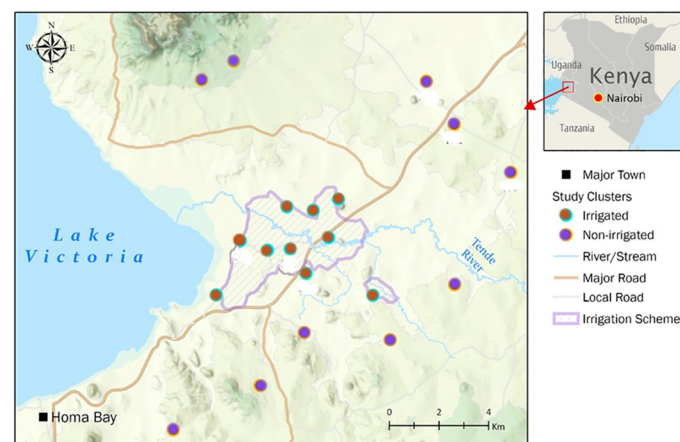 N
W
E
S
Lake
Victoria
Tende
River
Homa Bay
0
2
4
Km
Ethiopia
Somalia
Uganda
Kenya
Nairobi
Tanzania
Major Town
Study Clusters
Irrigated
Non-irrigated
River/Stream
Major Road
Local Road
Irrigation Scheme